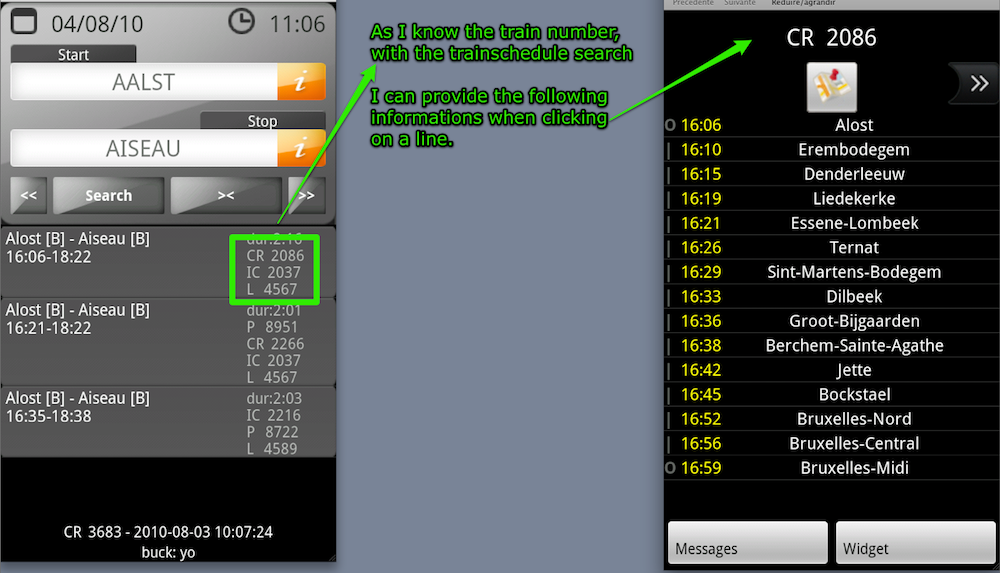 04/08/10 11:06
Start
AALST i
Stop
AISEAU i
<< Search >< >>
Alost [B] - Aiseau [B] dur:2:16
16:06-18:22 CR 2086
IC 2037
L 4567
Alost [B] - Aiseau [B] dur:2:01
16:21-18:22 P 8951
CR 2266
IC 2037
L 4567
Alost [B] - Aiseau [B] dur:2:03
16:35-18:38 IC 2216
P 8722
L 4589
CR 3683 - 2010-08-03 10:07:24
buck: yo
As I know the train number,
with the trainschedule search
I can provide the following
informations when clicking
on a line.
Précédente Suivante Réduire/agrandir
CR 2086
>>
O 16:06 Alost
| 16:10 Erembodegem
| 16:15 Denderleeuw
| 16:19 Liedekerke
| 16:21 Essene-Lombeek
| 16:26 Ternat
| 16:29 Sint-Martens-Bodegem
| 16:33 Dilbeek
| 16:36 Groot-Bijgaarden
| 16:38 Berchem-Sainte-Agathe
| 16:42 Jette
| 16:45 Bockstael
| 16:52 Bruxelles-Nord
| 16:56 Bruxelles-Central
O 16:59 Bruxelles-Midi
Messages Widget